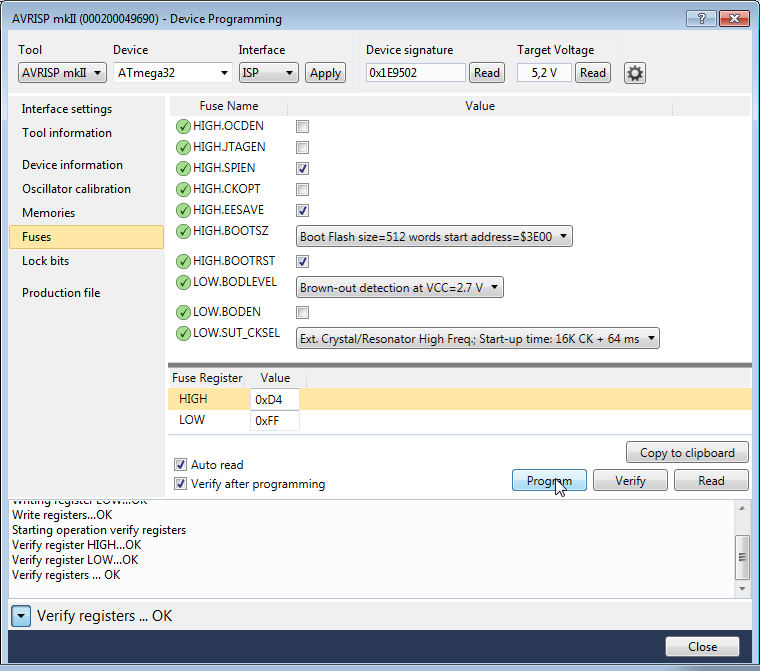 AVRISP mkII (000200049690) - Device Programming
Tool Device Interface Device signature Target Voltage
AVRISP mkII ATmega32 ISP Apply 0x1E9502 Read 5,2 V Read
Interface settings
Tool information
Device information
Oscillator calibration
Memories
Fuses
Lock bits
Production file
Fuse Name Value
HIGH.OCDEN
HIGH.JTAGEN
HIGH.SPIEN
HIGH.CKOPT
HIGH.EESAVE
HIGH.BOOTSZ Boot Flash size=512 words start address=$3E00
HIGH.BOOTRST
LOW.BODLEVEL Brown-out detection at VCC=2.7 V
LOW.BODEN
LOW.SUT_CKSEL Ext. Crystal/Resonator High Freq.; Start-up time: 16K CK + 64 ms
Fuse Register Value
HIGH 0xD4
LOW 0xFF
Copy to clipboard
Auto read
Verify after programming
Program Verify Read
Writing register LOW...OK
Write registers...OK
Starting operation verify registers
Verify register HIGH...OK
Verify register LOW...OK
Verify registers ... OK
Verify registers ... OK
Close